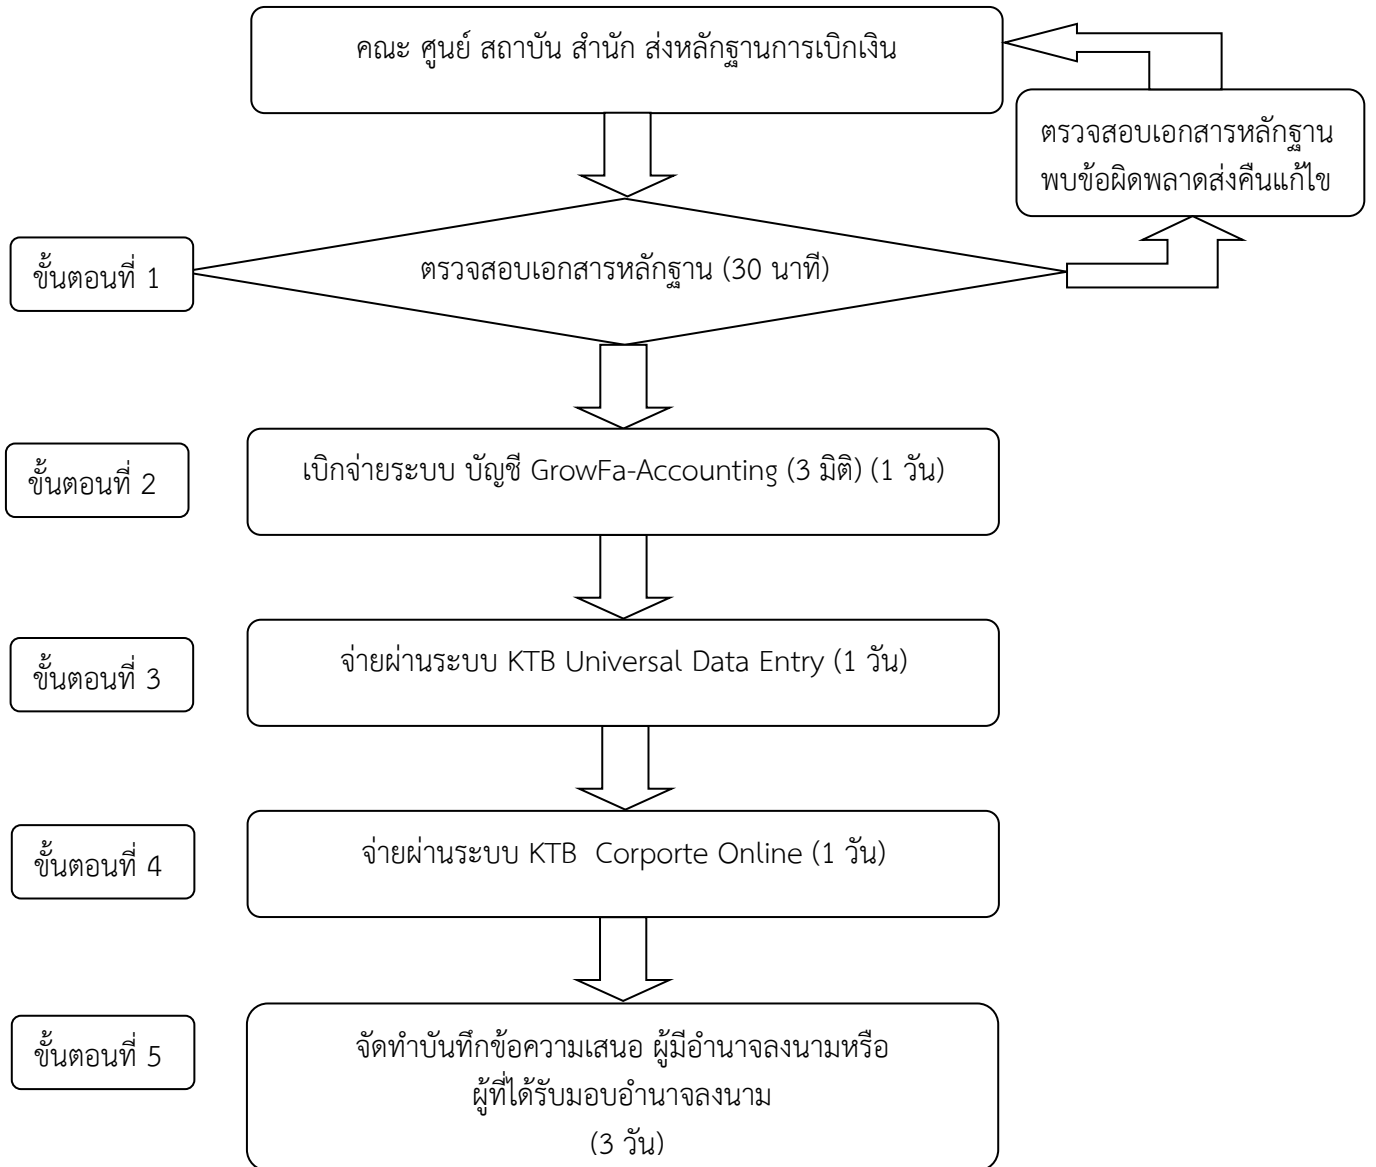 คณะ ศูนย์ สถาบัน สำนัก ส่งหลักฐานการเบิกเงิน
ตรวจสอบเอกสารหลักฐาน
พบข้อผิดพลาดส่งคืนแก้ไข
ขั้นตอนที่ 1
ตรวจสอบเอกสารหลักฐาน (30 นาที)
ขั้นตอนที่ 2
เบิกจ่ายระบบ บัญชี GrowFa-Accounting (3 มิติ) (1 วัน)
ขั้นตอนที่ 3
จ่ายผ่านระบบ KTB Universal Data Entry (1 วัน)
ขั้นตอนที่ 4
จ่ายผ่านระบบ KTB  Corporte Online (1 วัน)
ขั้นตอนที่ 5
จัดทำบันทึกข้อความเสนอ ผู้มีอำนาจลงนามหรือ
ผู้ที่ได้รับมอบอำนาจลงนาม
(3 วัน)